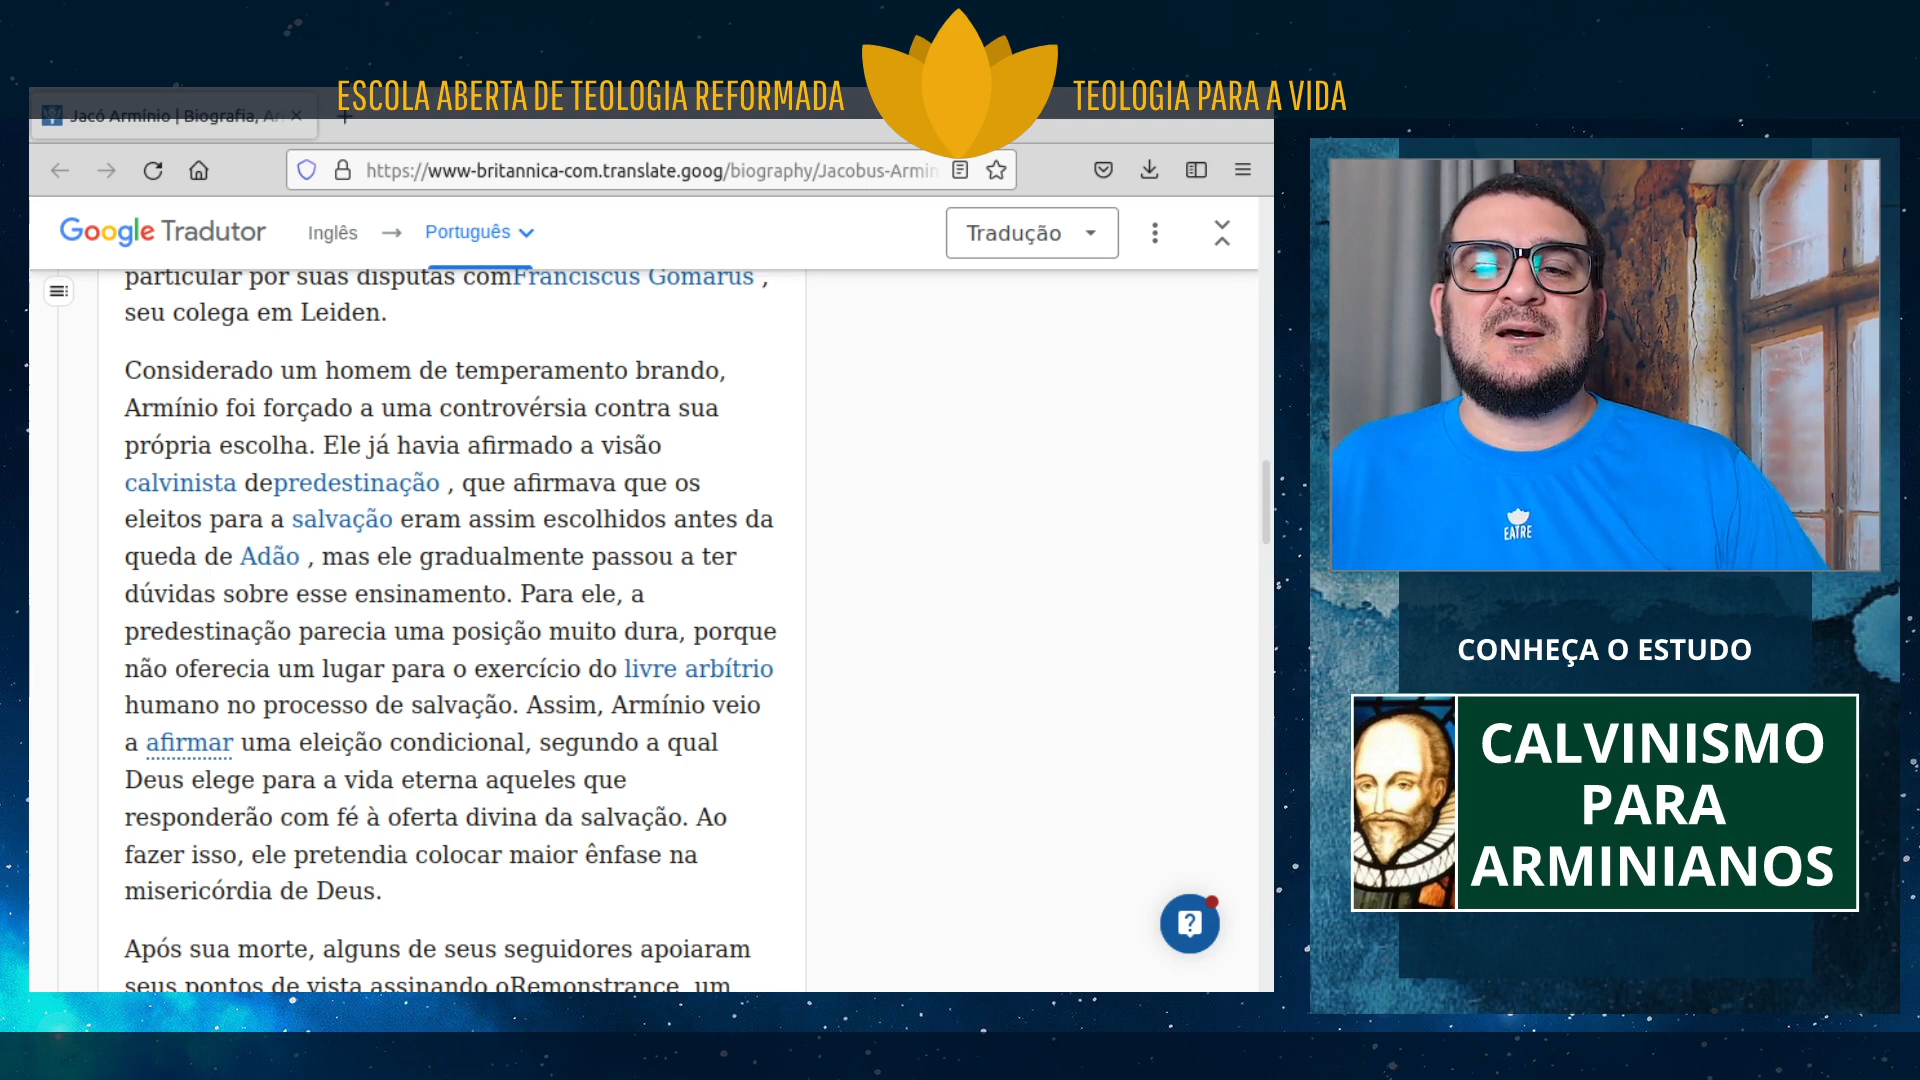 ESCOLA ABERTA DE TEOLOGIA REFORMADA
TEOLOGIA PARA A VIDA
Jacó Armínio | Biografia, Ar
https://www-britannica-com.translate.goog/biography/Jacobus-Armin
Google Tradutor
Inglês → Português
Tradução
particular por suas disputas comFranciscus Gomarus ,
seu colega em Leiden.
Considerado um homem de temperamento brando,
Armínio foi forçado a uma controvérsia contra sua
própria escolha. Ele já havia afirmado a visão
calvinista depredestinação , que afirmava que os
eleitos para a salvação eram assim escolhidos antes da
queda de Adão , mas ele gradualmente passou a ter
dúvidas sobre esse ensinamento. Para ele, a
predestinação parecia uma posição muito dura, porque
não oferecia um lugar para o exercício do livre arbítrio
humano no processo de salvação. Assim, Armínio veio
a afirmar uma eleição condicional, segundo a qual
Deus elege para a vida eterna aqueles que
responderão com fé à oferta divina da salvação. Ao
fazer isso, ele pretendia colocar maior ênfase na
misericórdia de Deus.
Após sua morte, alguns de seus seguidores apoiaram
seus pontos de vista assinando oRemonstrance, um
EATRE
CONHEÇA O ESTUDO
CALVINISMO
PARA
ARMINIANOS